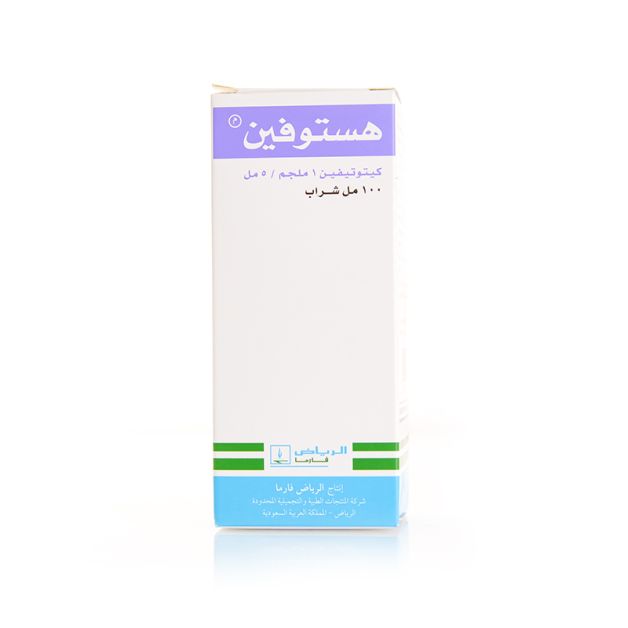 هستوفين م
كيتوتيفين ١ ملجم / ٥ مل
١٠٠ مل شراب
الرياض
فارما
إنتاج الرياض فارما
شركة المنتجات الطبية والتجميلية المحدودة
الرياض - المملكة العربية السعودية